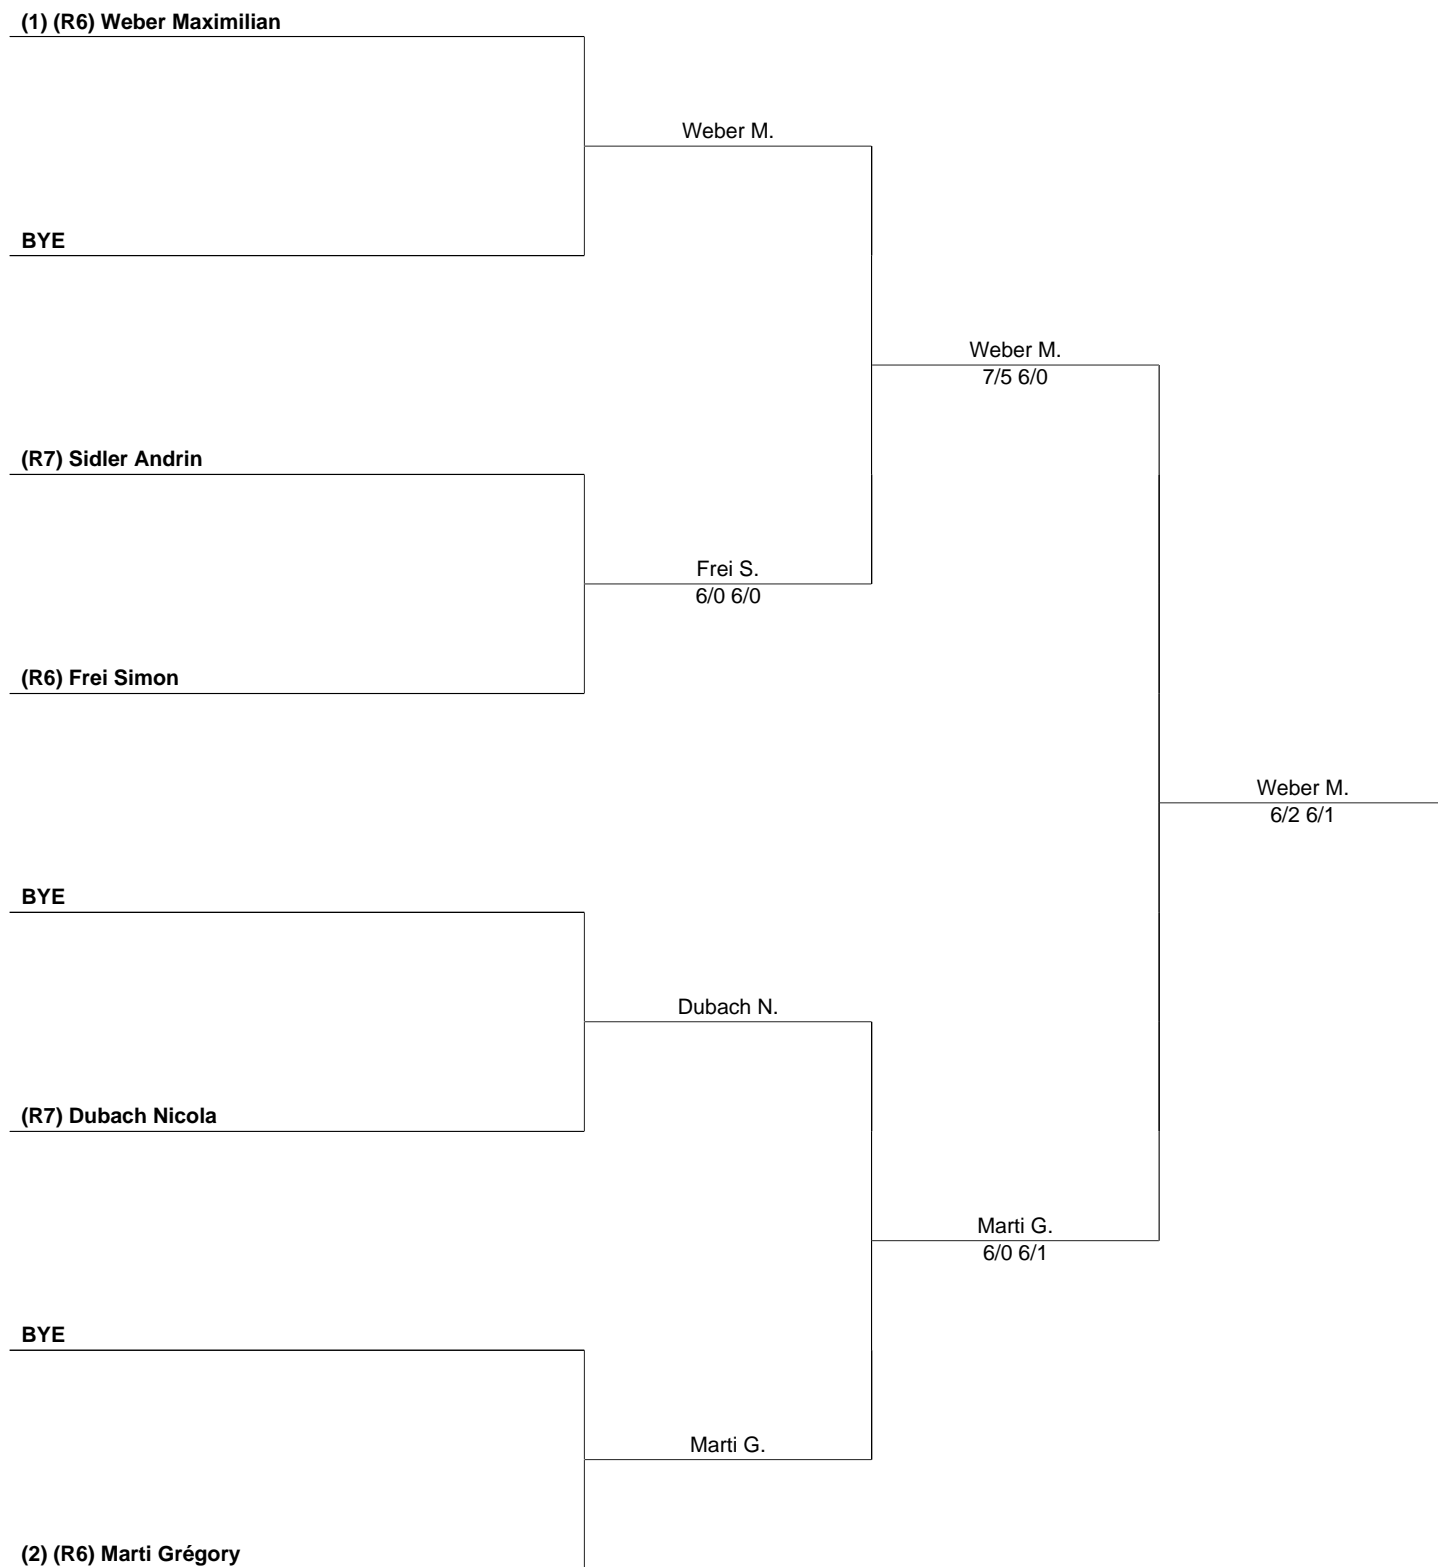 (1) (R6) Weber Maximilian
Weber M.
BYE
Weber M.
7/5 6/0
(R7) Sidler Andrin
Frei S.
6/0 6/0
(R6) Frei Simon
Weber M.
6/2 6/1
BYE
Dubach N.
(R7) Dubach Nicola
Marti G.
6/0 6/1
BYE
Marti G.
(2) (R6) Marti Grégory